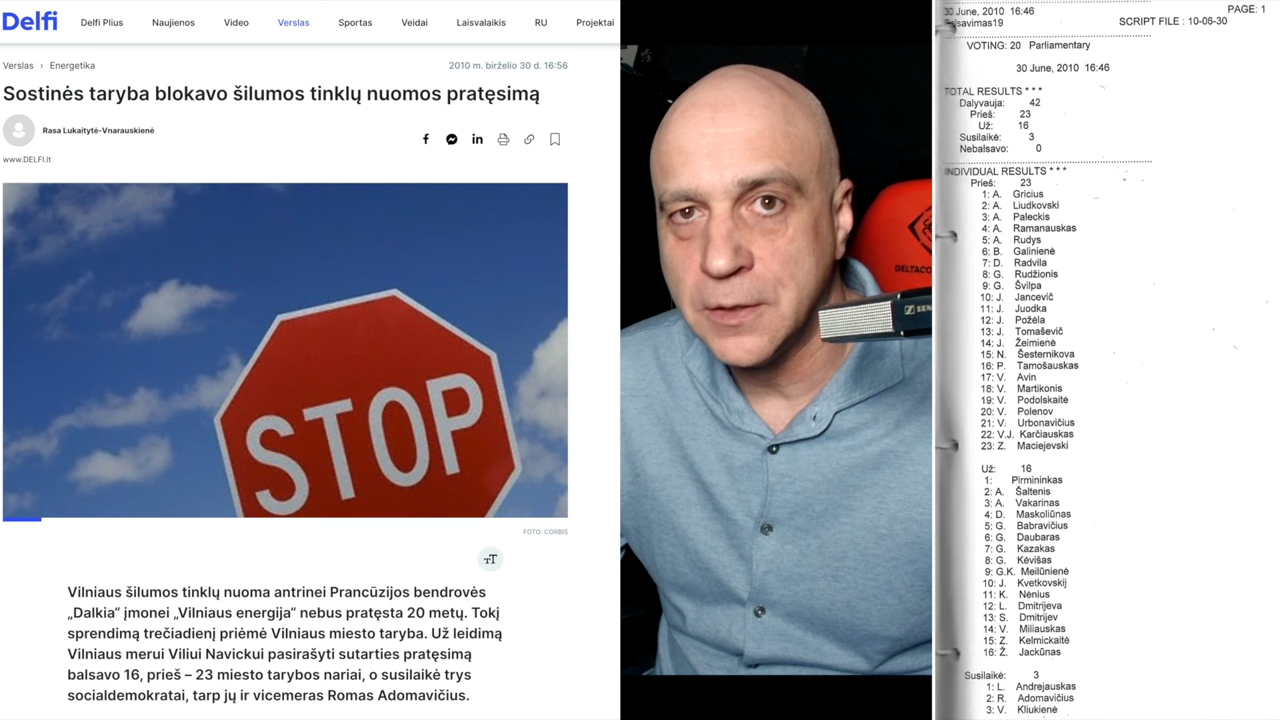 Delfi
Delfi Plius
Naujienos
Video
Verslas
Sportas
Veidai
Laisvalaikis
RU
Projektai
Verslas › Energetika
2010 m. birželio 30 d. 16:56
Sostinės taryba blokavo šilumos tinklų nuomos pratęsimą
Rasa Lukaitytė-Vnarauskienė
www.DELFI.lt
STOP
FOTO: CORBIS
Vilniaus šilumos tinklų nuoma antrinei Prancūzijos bendrovės
„Dalkia“ įmonei „Vilniaus energija“ nebus pratęsta 20 metų. Tokį
sprendimą trečiadienį priėmė Vilniaus miesto taryba. Už leidimą
Vilniaus merui Viliui Navickui pasirašyti sutarties pratęsimą
balsavo 16, prieš – 23 miesto tarybos nariai, o susilaikė trys
socialdemokratai, tarp jų ir vicemeras Romas Adomavičius.
DELTACO
SEN
30 June, 2010 16:46
PAGE: 1
SCRIPT FILE : 10-06-30
VOTING: 20 Parliamentary
30 June, 2010 16:46
TOTAL RESULTS * * *
Dalyvauja: 42
Prieš: 23
Už: 16
Susilaikė: 3
Nebalsavo: 0
INDIVIDUAL RESULTS * * *
Prieš: 23
1: A. Gricius
2: A. Liudkovski
3: A. Paleckis
4: A. Ramanauskas
5: A. Rudys
6: B. Galinienė
7: D. Radvila
8: G. Rudžionis
9: G. Švilpa
10: J. Jancevič
11: J. Juodka
12: J. Požėla
13: J. Tomaševič
14: J. Žeimienė
15: N. Šesternikova
16: P. Tamošauskas
17: V. Avin
18: V. Martikonis
19: V. Podolskaitė
20: V. Polenov
21: V. Urbonavičius
22: V.J. Karčiauskas
23: Z. Maciejevski
Už: 16
1: Pirmininkas
2: A. Šaltenis
3: A. Vakarinas
4: D. Maskoliūnas
5: G. Babravičius
6: G. Daubaras
7: G. Kazakas
8: G. Kėvišas
9: G.K. Meilūnienė
10: J. Kvetkovskij
11: K. Nėnius
12: L. Dmitrijeva
13: S. Dmitrijev
14: V. Miliauskas
15: Z. Kelmickaitė
16: Ž. Jackūnas
Susilaikė: 3
1: L. Andrejauskas
2: R. Adomavičius
3: V. Kliukienė